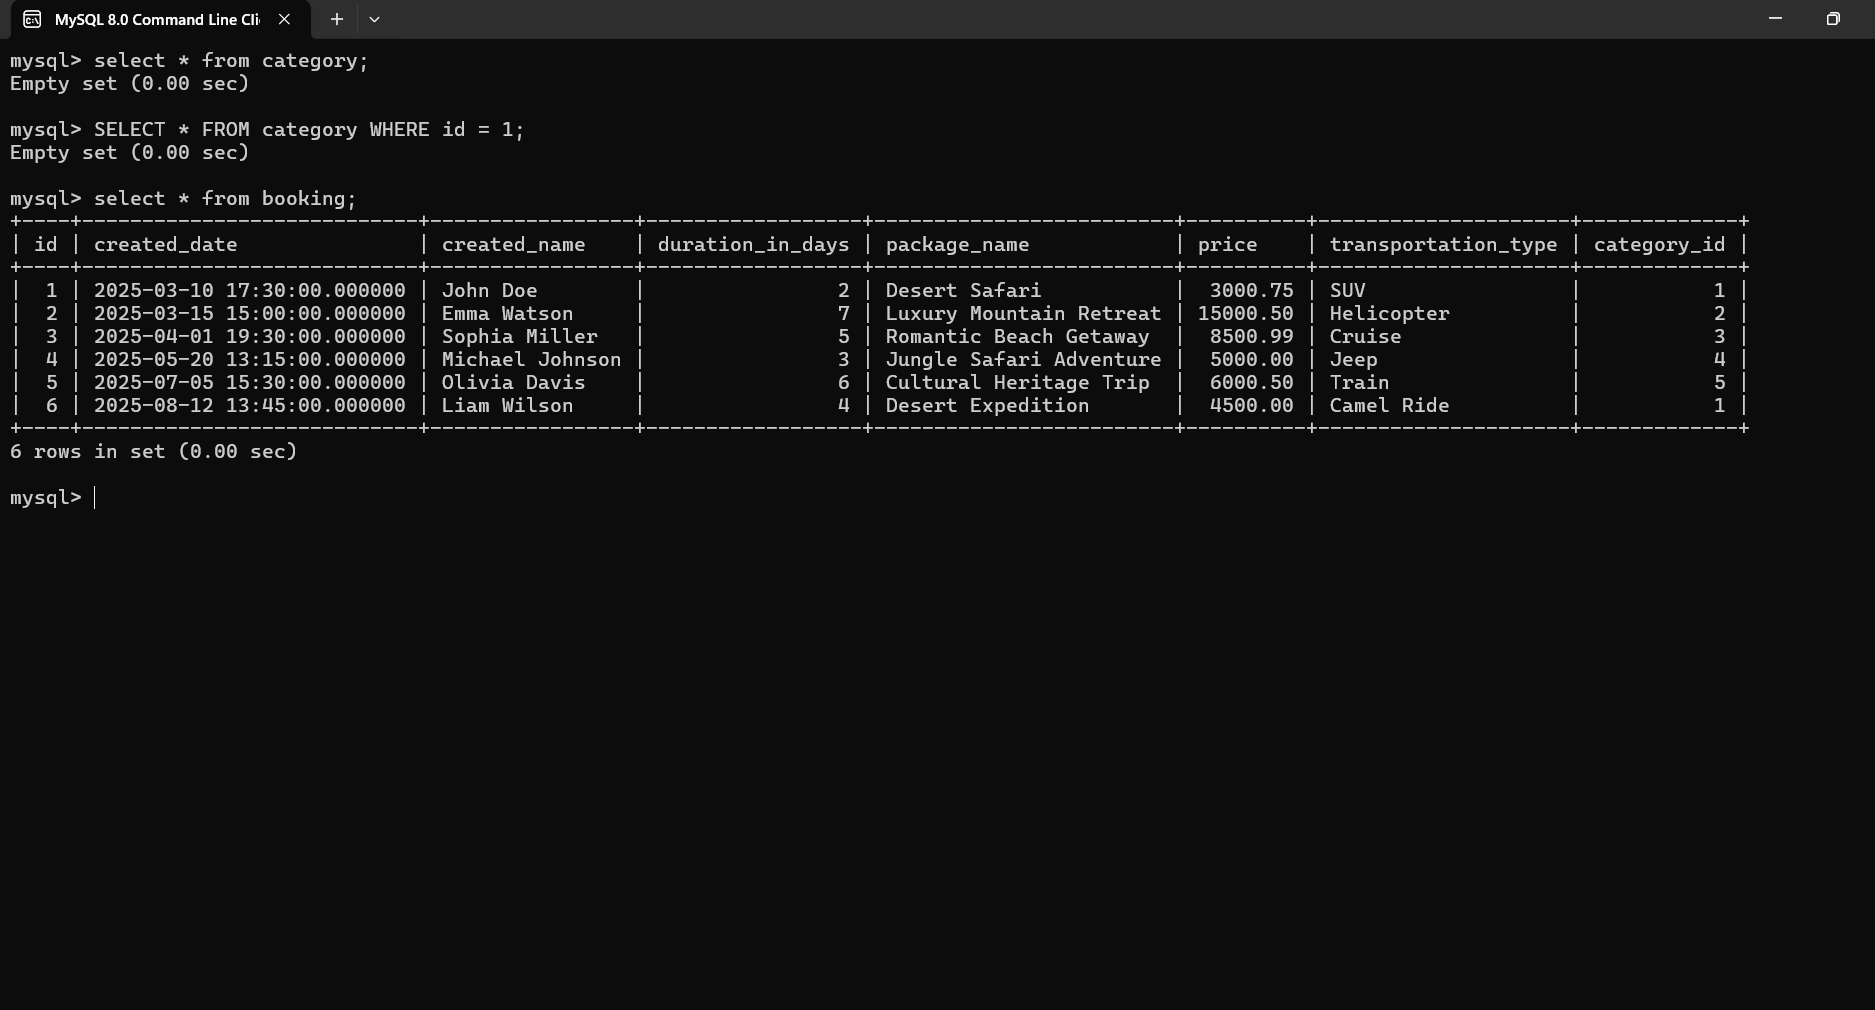 MySQL 8.0 Command Line Cli
mysql> select * from category;
Empty set (0.00 sec)
mysql> SELECT * FROM category WHERE id = 1;
Empty set (0.00 sec)
mysql> select * from booking;
+----+----------------------------+-----------------+------------------+-------------------------+----------+---------------------+-------------+
| id | created_date               | created_name    | duration_in_days | package_name            | price    | transportation_type | category_id |
+----+----------------------------+-----------------+------------------+-------------------------+----------+---------------------+-------------+
|  1 | 2025-03-10 17:30:00.000000 | John Doe        |                2 | Desert Safari           |  3000.75 | SUV                 |           1 |
|  2 | 2025-03-15 15:00:00.000000 | Emma Watson     |                7 | Luxury Mountain Retreat | 15000.50 | Helicopter          |           2 |
|  3 | 2025-04-01 19:30:00.000000 | Sophia Miller   |                5 | Romantic Beach Getaway  |  8500.99 | Cruise              |           3 |
|  4 | 2025-05-20 13:15:00.000000 | Michael Johnson |                3 | Jungle Safari Adventure |  5000.00 | Jeep                |           4 |
|  5 | 2025-07-05 15:30:00.000000 | Olivia Davis    |                6 | Cultural Heritage Trip  |  6000.50 | Train               |           5 |
|  6 | 2025-08-12 13:45:00.000000 | Liam Wilson     |                4 | Desert Expedition       |  4500.00 | Camel Ride          |           1 |
+----+----------------------------+-----------------+------------------+-------------------------+----------+---------------------+-------------+
6 rows in set (0.00 sec)
mysql>